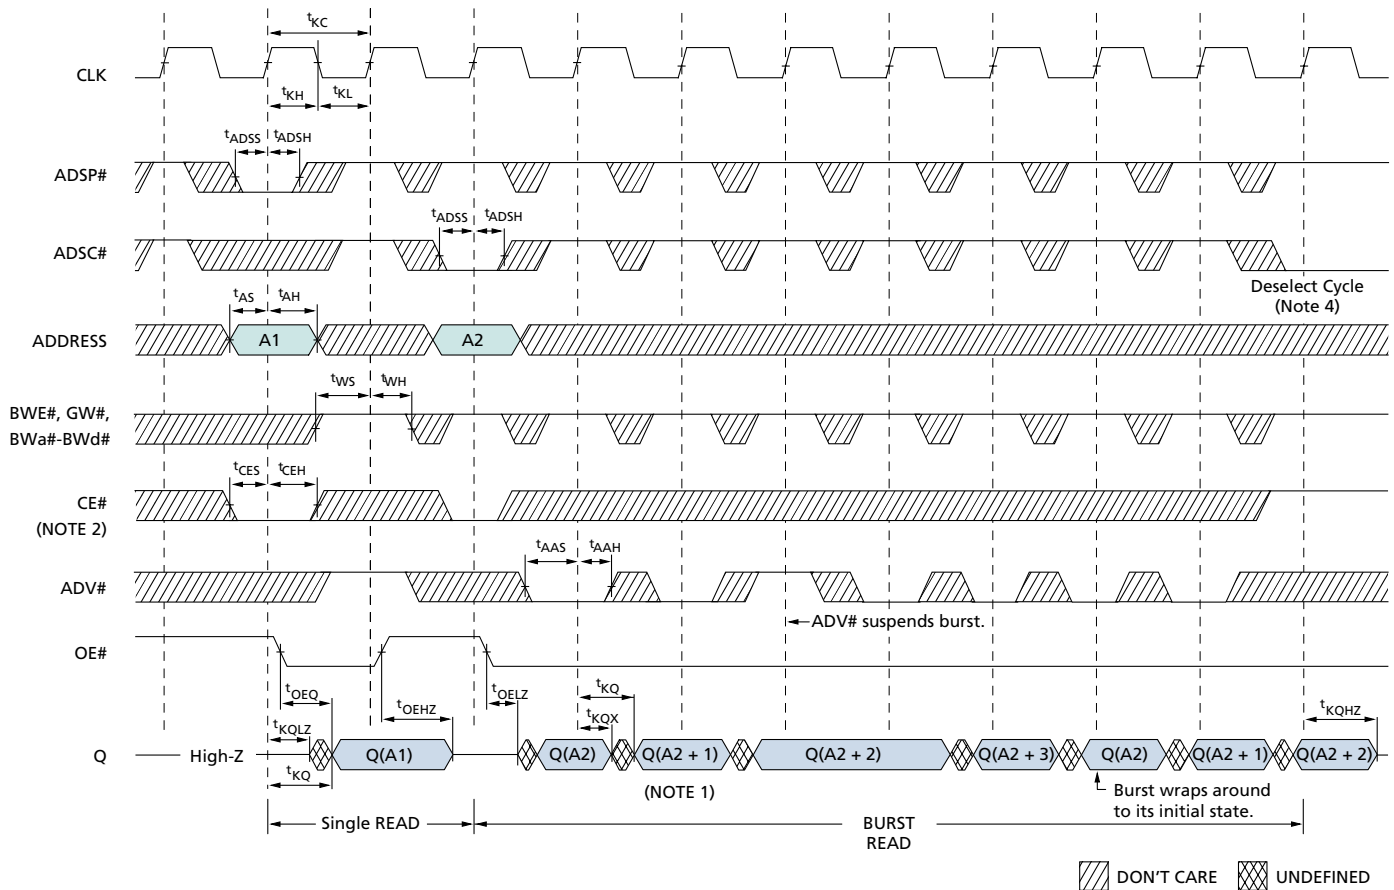 tKC
CLK
tKH tKL
tADSS tADSH
ADSP#
tADSS tADSH
ADSC#
Deselect Cycle
(Note 4)
tAS tAH
ADDRESS A1 A2
tWS tWH
BWE#, GW#,
BWa#-BWd#
tCES tCEH
CE#
(NOTE 2)
tAAS tAAH
ADV#
ADV# suspends burst.
OE#
tOEQ tOEHZ tOELZ tKQ
tKQLZ tKQX tKQHZ
Q High-Z Q(A1) Q(A2) Q(A2 + 1) Q(A2 + 2) Q(A2 + 3) Q(A2) Q(A2 + 1) Q(A2 + 2)
tKQ
(NOTE 1)
Burst wraps around
to its initial state.
Single READ BURST
READ
DON'T CARE UNDEFINED